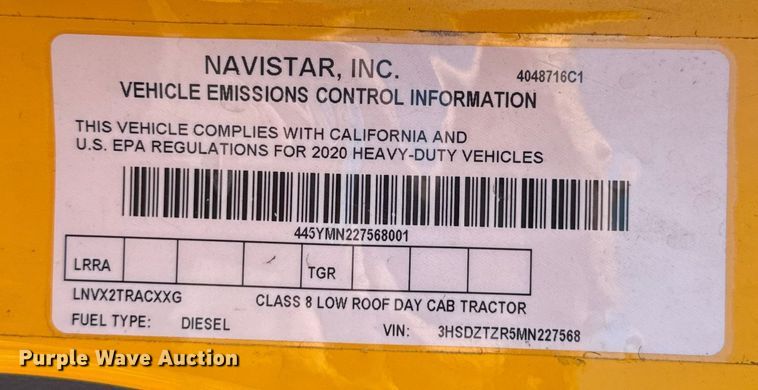 NAVISTAR, INC.
4048716C1
VEHICLE EMISSIONS CONTROL INFORMATION
THIS VEHICLE COMPLIES WITH CALIFORNIA AND
U.S. EPA REGULATIONS FOR 2020 HEAVY-DUTY VEHICLES
445YMN227568001
LRRA TGR
LNVX2TRACXXG CLASS 8 LOW ROOF DAY CAB TRACTOR
FUEL TYPE: DIESEL VIN: 3HSDZTZR5MN227568
Purple Wave Auction